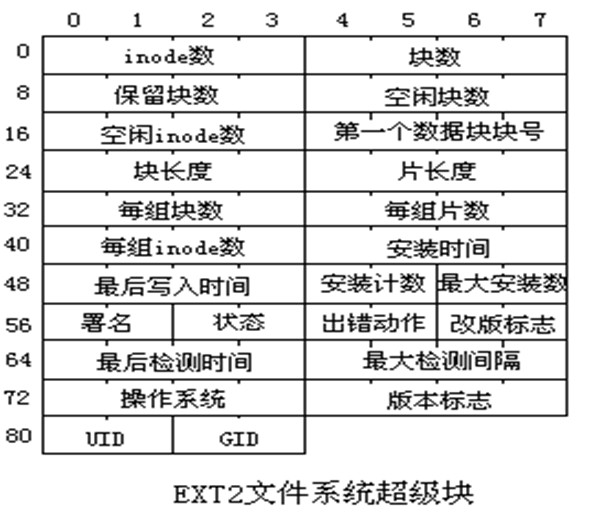 0 1 2 3 4 5 6 7
0 inode数 块数
8 保留块数 空闲块数
16 空闲inode数 第一个数据块块号
24 块长度 片长度
32 每组块数 每组片数
40 每组inode数 安装时间
48 最后写入时间 安装计数 最大安装数
56 署名 状态 出错动作 改版标志
64 最后检测时间 最大检测间隔
72 操作系统 版本标志
80 UID GID
EXT2文件系统超级块